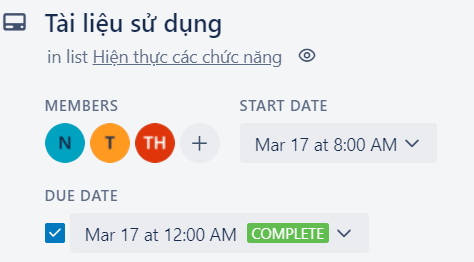 Tài liệu sử dụng
in list Hiện thực các chức năng
MEMBERS
START DATE
N T TH +
Mar 17 at 8:00 AM
DUE DATE
Mar 17 at 12:00 AM COMPLETE